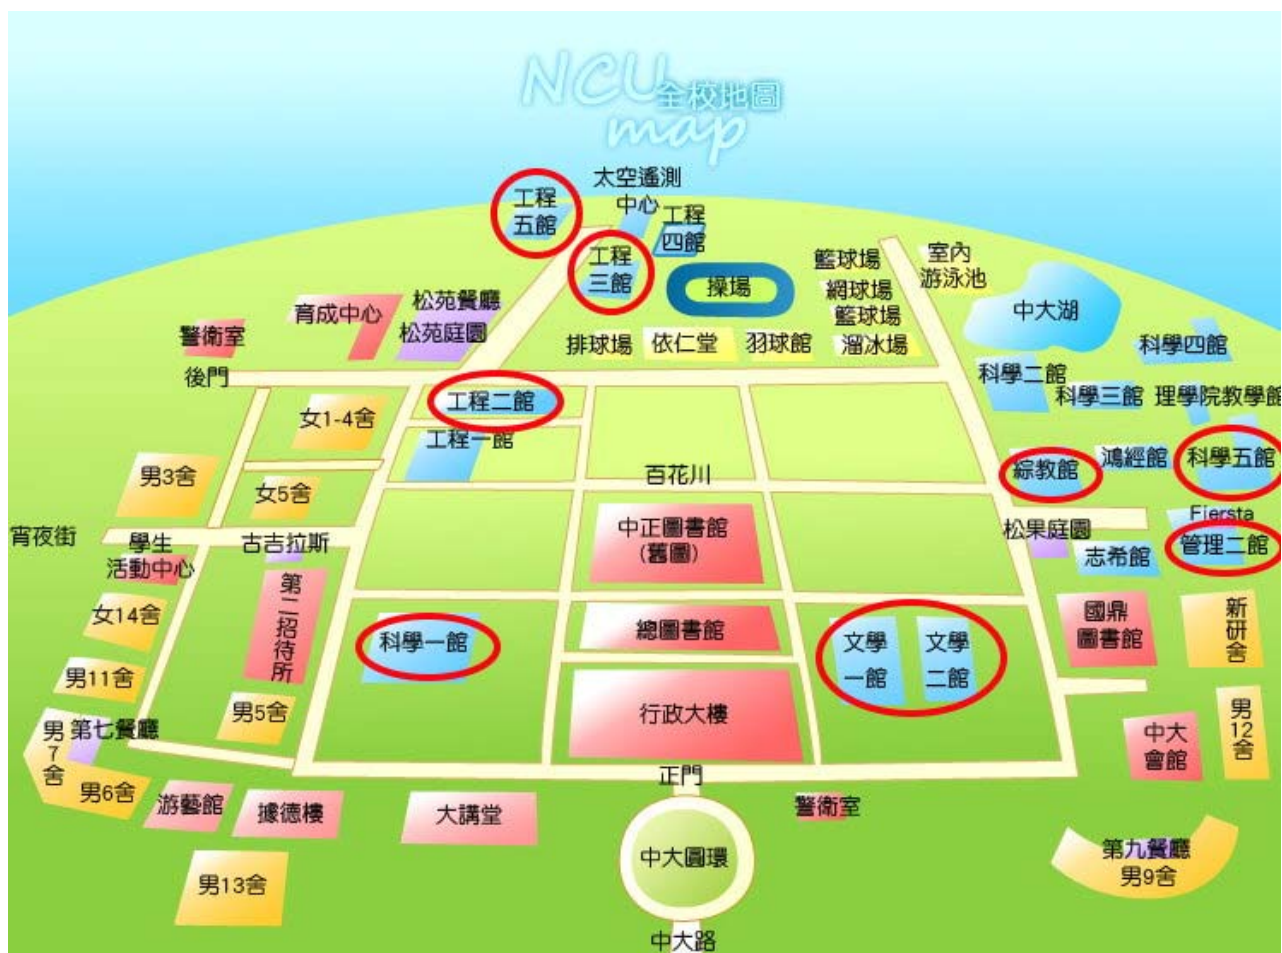 NCU全校地圖
map
太空遙測
中心
工程
五館
工程
四館
工程
三館
操場
籃球場
網球場
籃球場
溜冰場
室內
游泳池
中大湖
育成中心
松苑餐廳
松苑庭園
警衛室
排球場
依仁堂
羽球館
科學四館
後門
科學二館
科學三館
理學院教學館
工程二館
女1-4舍
工程一館
百花川
綜教館
鴻經館
科學五館
男3舍
女5舍
中正圖書館
(舊圖)
松果庭園
Fiersta
管理二館
志希館
宵夜街
學生
活動中心
古吉拉斯
第二招待所
女14舍
科學一館
總圖書館
文學
一館
文學
二館
國鼎
圖書館
新研舍
男11舍
男5舍
行政大樓
男7舍
第七餐廳
中大
會館
男12舍
男6舍
游藝館
據德樓
大講堂
正門
警衛室
中大圓環
第九餐廳
男9舍
男13舍
中大路